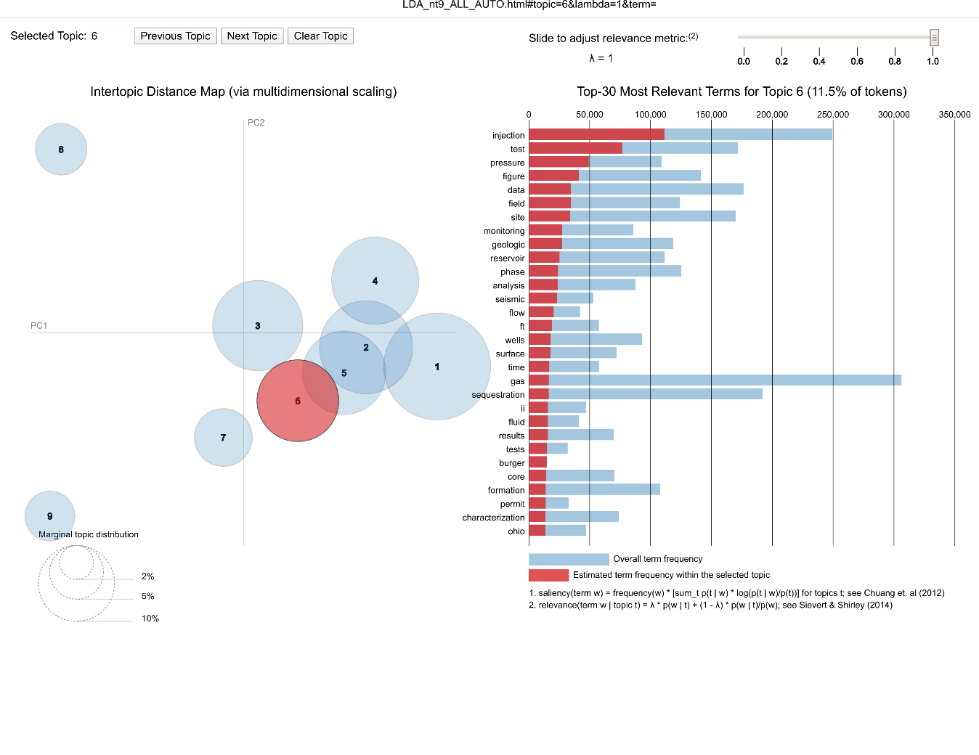 LDA_nt9_ALL_AUTO.html#topic=6&lambda=1&term=
Selected Topic: 6
Previous Topic
Next Topic
Clear Topic
Slide to adjust relevance metric:(2)
λ = 1
0.0 0.2 0.4 0.6 0.8 1.0
Intertopic Distance Map (via multidimensional scaling)
PC2
PC1
8
4
3
2
1
5
6
7
9
Marginal topic distribution
2%
5%
10%
Top-30 Most Relevant Terms for Topic 6 (11.5% of tokens)
0 50,000 100,000 150,000 200,000 250,000 300,000 350,000
injection
test
pressure
figure
data
field
site
monitoring
geologic
reservoir
phase
analysis
seismic
flow
ft
wells
surface
time
gas
sequestration
ii
fluid
results
tests
burger
core
formation
permit
characterization
ohio
Overall term frequency
Estimated term frequency within the selected topic
1. saliency(term w) = frequency(w) * [sum_t p(t | w) * log(p(t | w)/p(t))] for topics t; see Chuang et. al (2012)
2. relevance(term w | topic t) = λ * p(w | t) + (1 - λ) * p(w | t)/p(w); see Sievert & Shirley (2014)